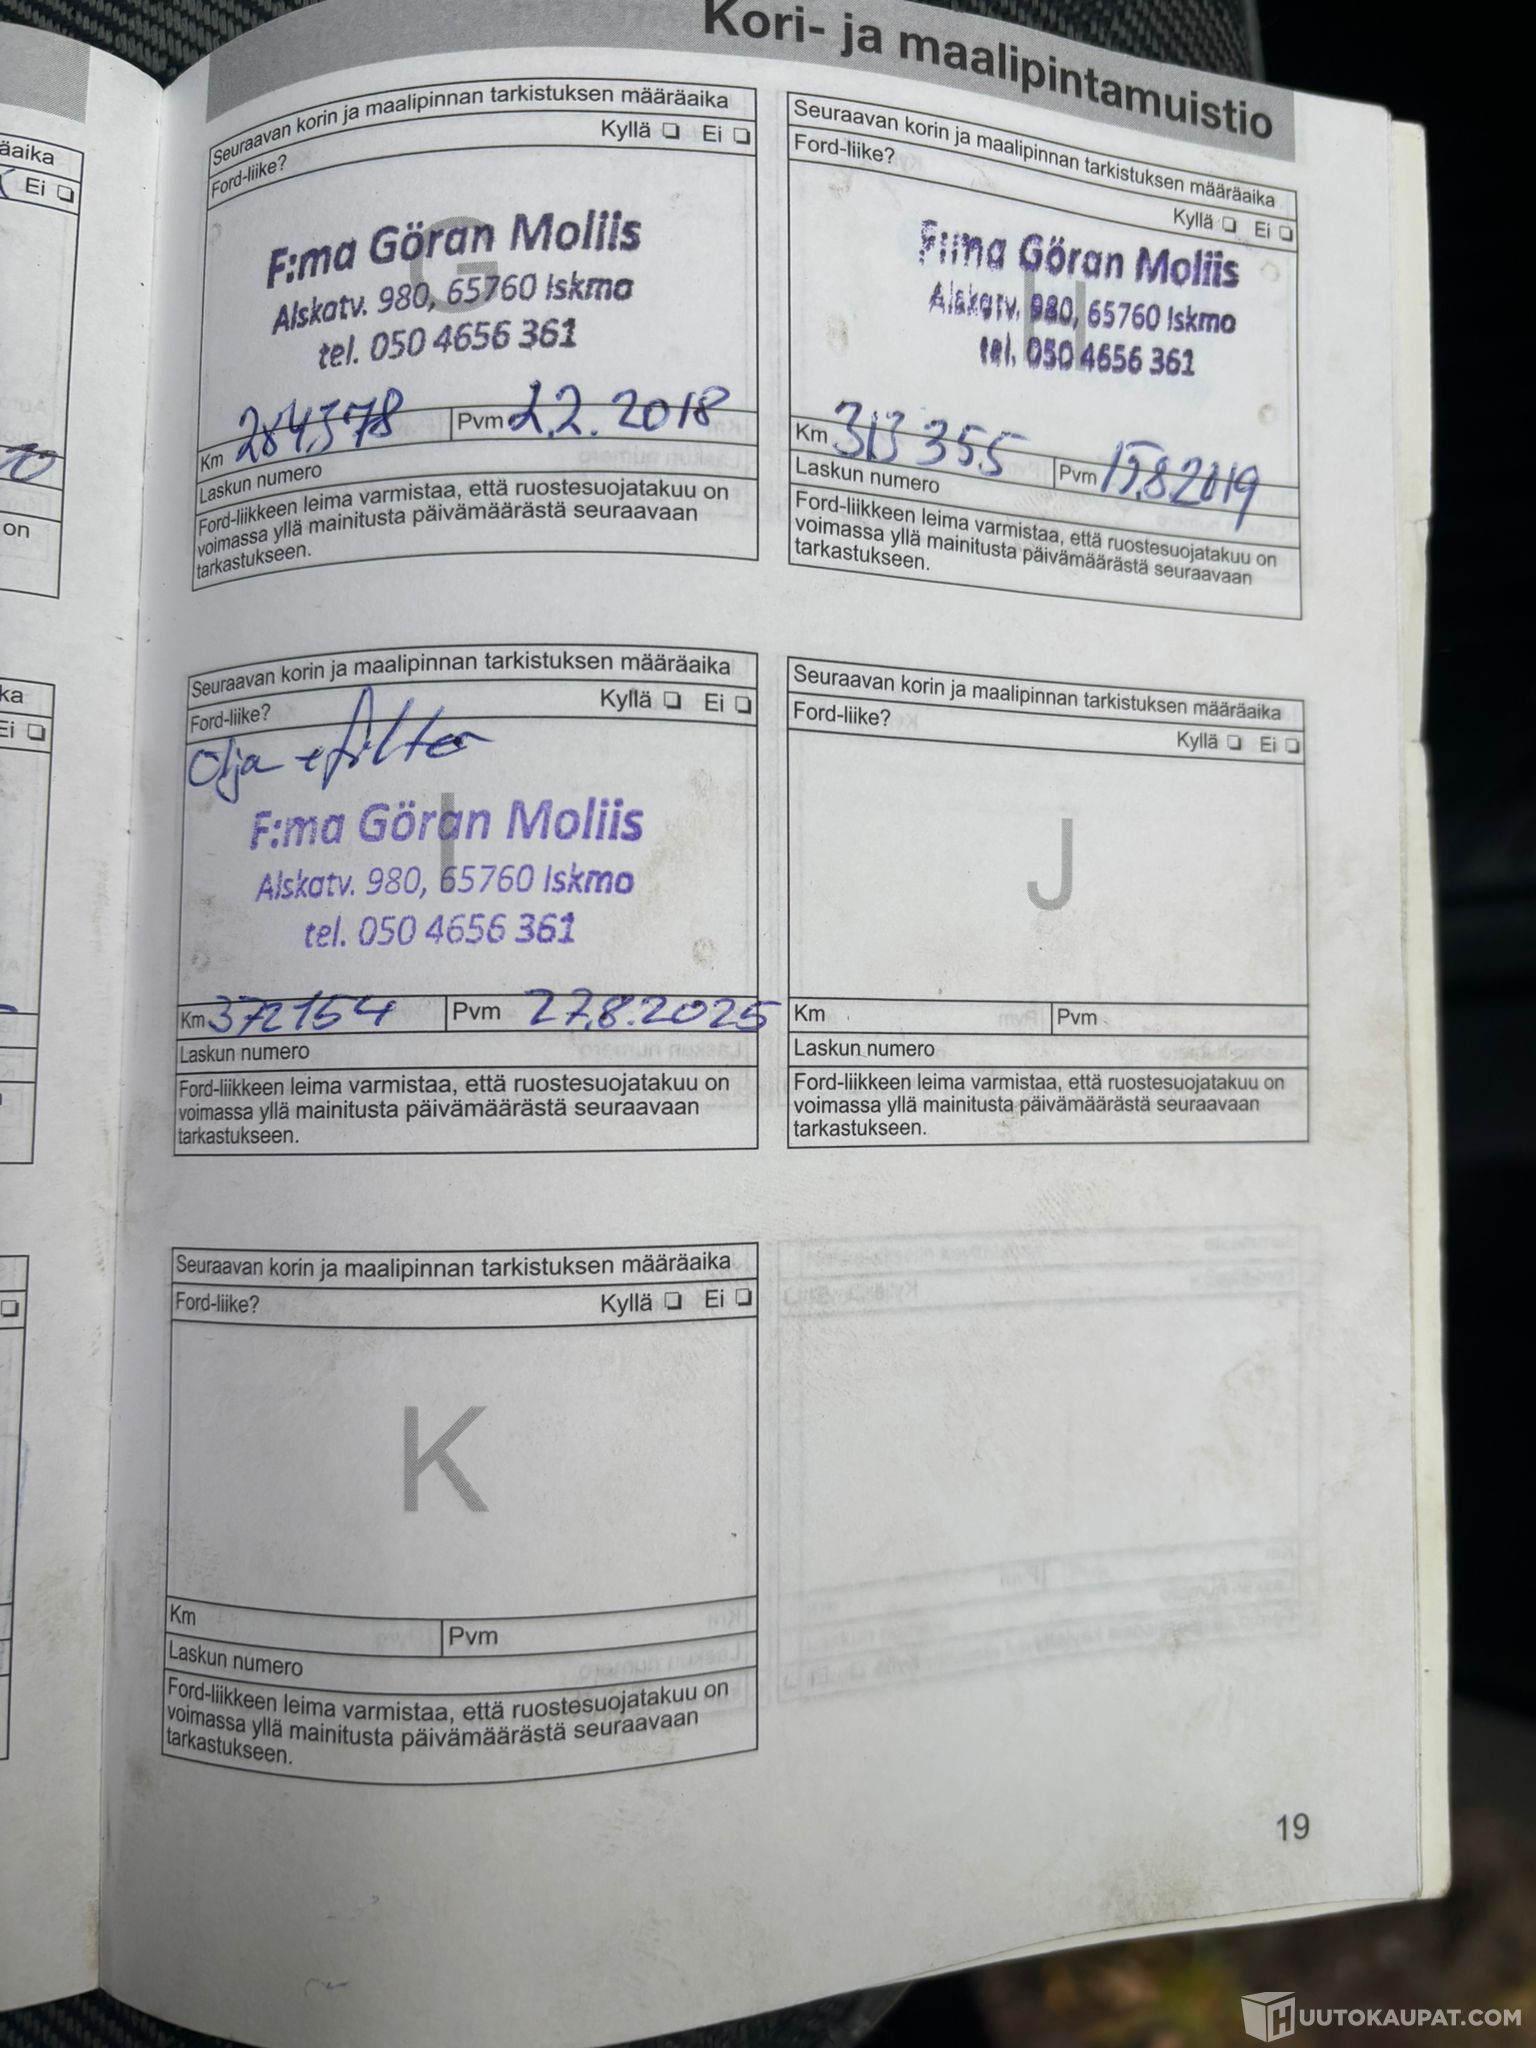 Kori- ja maalipintamuistio
äaika
Ei
on
ka
Ei
Seuraavan korin ja maalipinnan tarkistuksen määräaika
Kyllä Ei
Ford-liike?
G
F:ma Göran Moliis
Alskatv. 980, 65760 Iskmo
tel. 050 4656 361
Km 284378 Pvm 2.2.2018
Laskun numero
Ford-liikkeen leima varmistaa, että ruostesuojatakuu on
voimassa yllä mainitusta päivämäärästä seuraavaan
tarkastukseen.
Seuraavan korin ja maalipinnan tarkistuksen määräaika
Kyllä Ei
Ford-liike?
H
F:ma Göran Moliis
Alskatv. 980, 65760 Iskmo
tel. 050 4656 361
Km 313355 Pvm 15.8.2019
Laskun numero
Ford-liikkeen leima varmistaa, että ruostesuojatakuu on
voimassa yllä mainitusta päivämäärästä seuraavaan
tarkastukseen.
Seuraavan korin ja maalipinnan tarkistuksen määräaika
Kyllä Ei
Ford-liike?
Olja + filter
I
F:ma Göran Moliis
Alskatv. 980, 65760 Iskmo
tel. 050 4656 361
Km 372154 Pvm 27.8.2025
Laskun numero
Ford-liikkeen leima varmistaa, että ruostesuojatakuu on
voimassa yllä mainitusta päivämäärästä seuraavaan
tarkastukseen.
Seuraavan korin ja maalipinnan tarkistuksen määräaika
Ford-liike?
Kyllä Ei
J
Km Pvm
Laskun numero
Ford-liikkeen leima varmistaa, että ruostesuojatakuu on
voimassa yllä mainitusta päivämäärästä seuraavaan
tarkastukseen.
Seuraavan korin ja maalipinnan tarkistuksen määräaika
Ford-liike? Kyllä Ei
K
Km Pvm
Laskun numero
Ford-liikkeen leima varmistaa, että ruostesuojatakuu on
voimassa yllä mainitusta päivämäärästä seuraavaan
tarkastukseen.
19
HUUTOKAUPAT.COM